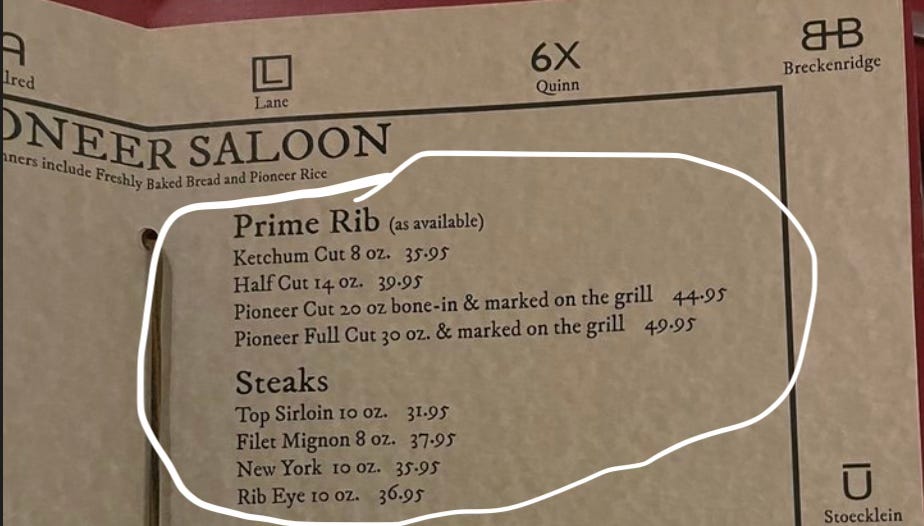 Lane
6X
Quinn
Breckenridge
PIONEER SALOON
include Freshly Baked Bread and Pioneer Rice
Prime Rib (as available)
Ketchum Cut 8 oz. 35.95
Half Cut 14 oz. 39.95
Pioneer Cut 20 oz bone-in & marked on the grill 44.95
Pioneer Full Cut 30 oz. & marked on the grill 49.95
Steaks
Top Sirloin 10 oz. 31.95
Filet Mignon 8 oz. 37.95
New York 10 oz. 35.95
Rib Eye 10 oz. 36.95
Stoecklein